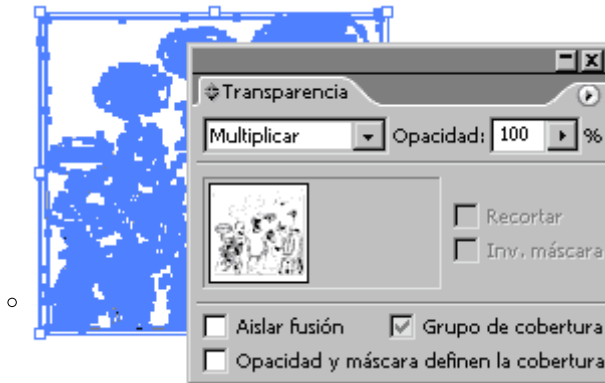 Transparencia
Multiplicar Opacidad: 100 %
Recortar
Inv. máscara
Aislar fusión Grupo de cobertura
Opacidad y máscara definen la cobertura